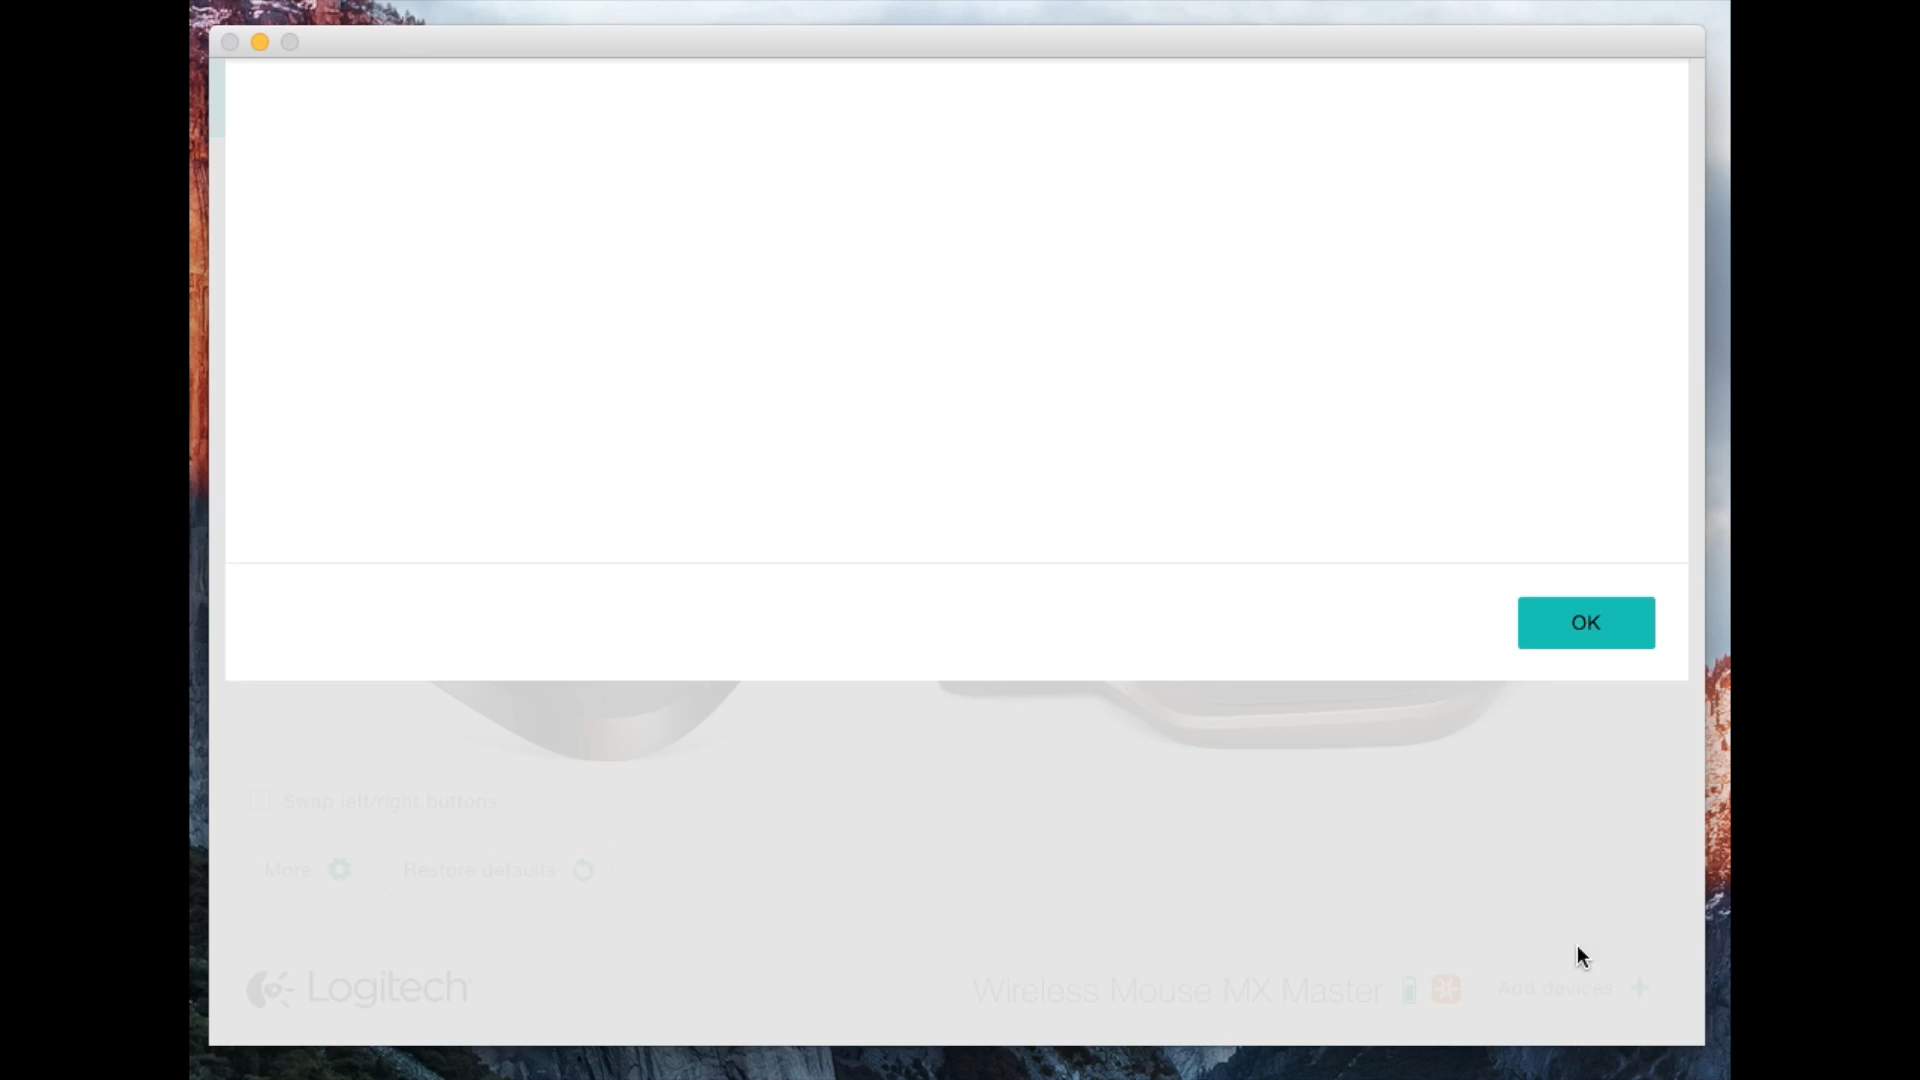 OK
Swap left/right buttons
More
Restore defaults
Logitech
Wireless Mouse MX Master
Add devices